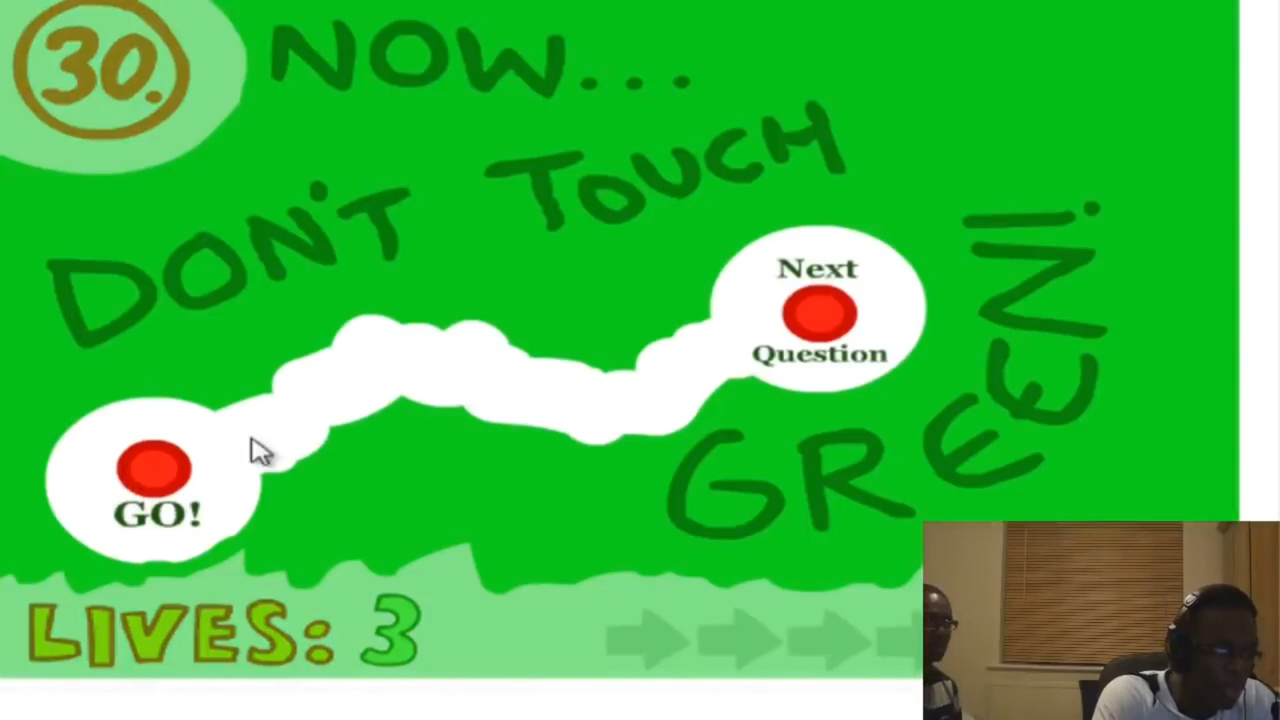 30.
NOW...
DON'T TOUCH
GREEN!
Next
Question
GO!
LIVES: 3